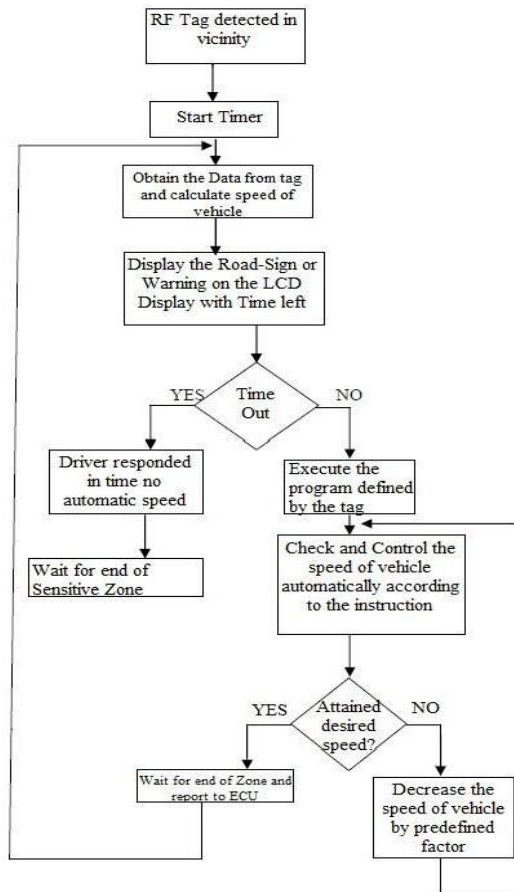 RF Tag detected in
vicinity
Start Timer
Obtain the Data from tag
and calculate speed of
vehicle
Display the Road-Sign or
Warning on the LCD
Display with Time left
YES
Time
Out
NO
Driver responded
in time no
automatic speed
Wait for end of
Sensitive Zone
Execute the
program defined
by the tag
Check and Control the
speed of vehicle
automatically according
to the instruction
YES
Attained
desired
speed?
NO
Wait for end of Zone and
report to ECU
Decrease the
speed of vehicle
by predefined
factor